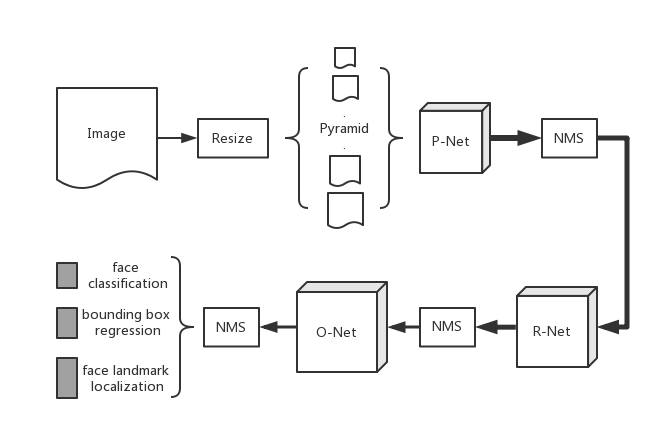 Image
Resize
.
Pyramid
.
P-Net
NMS
R-Net
NMS
O-Net
NMS
face
classification
bounding box
regression
face landmark
localization